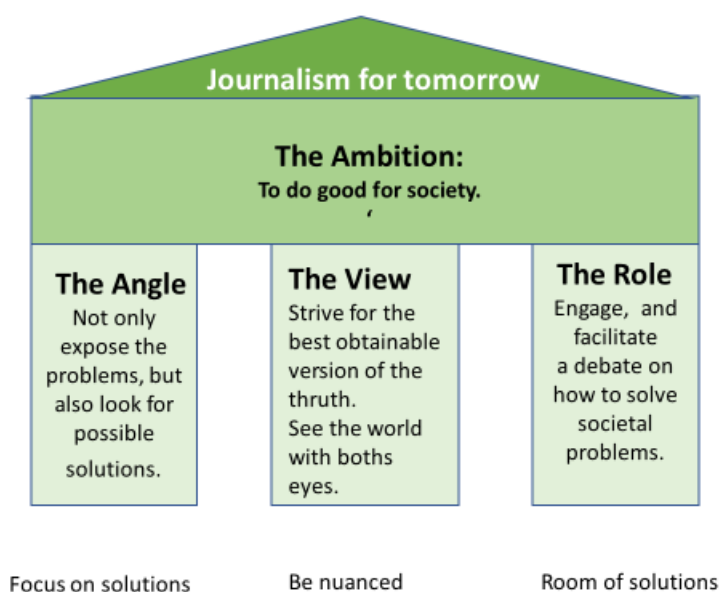 Journalism for tomorrow
The Ambition:
To do good for society.
‘
The Angle
Not only
expose the
problems, but
also look for
possible
solutions.
The View
Strive for the
best obtainable
version of the
thruth.
See the world
with boths
eyes.
The Role
Engage, and
facilitate
a debate on
how to solve
societal
problems.
Focus on solutions
Be nuanced
Room of solutions